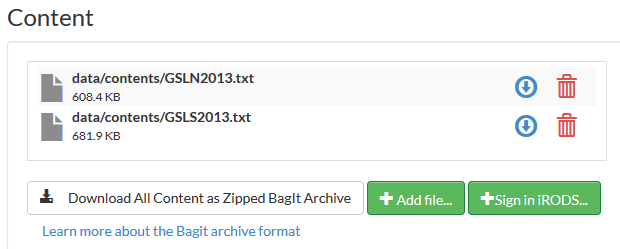 Content
data/contents/GSLN2013.txt
608.4 KB
data/contents/GSLS2013.txt
681.9 KB
Download All Content as Zipped BagIt Archive
Add file...
Sign in iRODS...
Learn more about the Bagit archive format